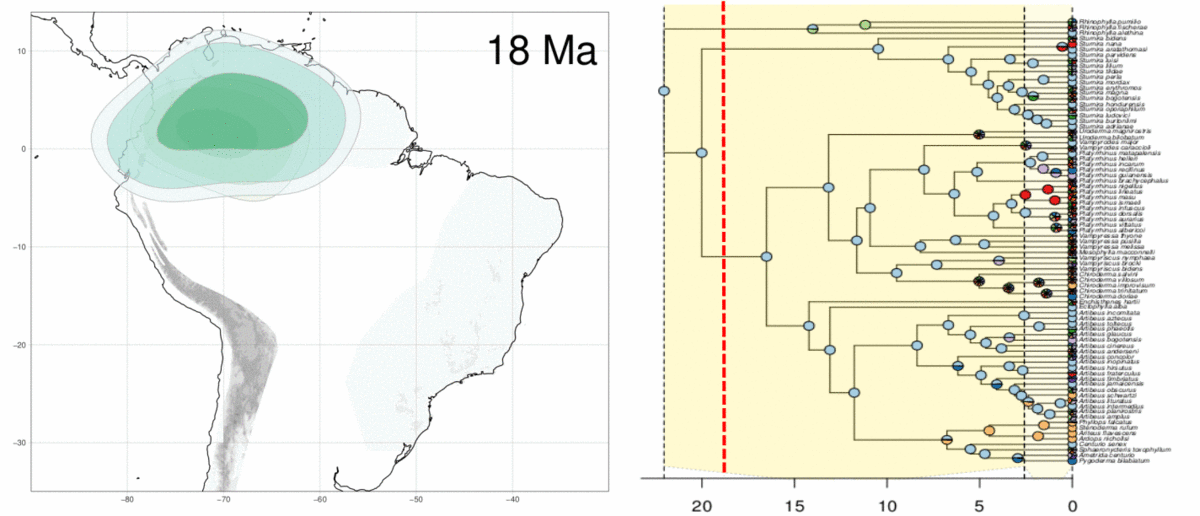 18 Ma
10
0
−10
−20
−30
−80
−70
−60
−50
−40
Rhinophylla pumilio
Rhinophylla fischerae
Rhinophylla alethina
Sturnira bidens
Sturnira nana
Sturnira aratathomasi
Sturnira parvidens
Sturnira luisi
Sturnira lilium
Sturnira tildae
Sturnira perla
Sturnira mordax
Sturnira erythromos
Sturnira magna
Sturnira bogotensis
Sturnira hondurensis
Sturnira oporaphilum
Sturnira ludovici
Sturnira burtonlimi
Sturnira adrianae
Uroderma magnirostris
Uroderma bilobatum
Vampyrodes major
Vampyrodes caraccioli
Platyrrhinus matapalensis
Platyrrhinus helleri
Platyrrhinus incarum
Platyrrhinus recifinus
Platyrrhinus guianensis
Platyrrhinus brachycephalus
Platyrrhinus nigellus
Platyrrhinus lineatus
Platyrrhinus masu
Platyrrhinus ismaeli
Platyrrhinus infuscus
Platyrrhinus dorsalis
Platyrrhinus aurarius
Platyrrhinus vittatus
Platyrrhinus albericoi
Vampyressa thyone
Vampyressa pusilla
Vampyressa melissa
Mesophylla macconnelli
Vampyriscus nymphaea
Vampyriscus brocki
Vampyriscus bidens
Chiroderma salvini
Chiroderma villosum
Chiroderma improvisum
Chiroderma trinitatum
Chiroderma doriae
Enchisthenes hartii
Ectophylla alba
Artibeus incomitata
Artibeus aztecus
Artibeus toltecus
Artibeus phaeotis
Artibeus glaucus
Artibeus bogotensis
Artibeus cinereus
Artibeus anderseni
Artibeus concolor
Artibeus inopinatus
Artibeus hirsutus
Artibeus fraterculus
Artibeus fimbriatus
Artibeus jamaicensis
Artibeus obscurus
Artibeus schwartzi
Artibeus lituratus
Artibeus intermedius
Artibeus planirostris
Artibeus amplus
Phyllops falcatus
Stenoderma rufum
Ariteus flavescens
Ardops nichollsi
Centurio senex
Sphaeronycteris toxophyllum
Ametrida centurio
Pygoderma bilabiatum
20
15
10
5
0